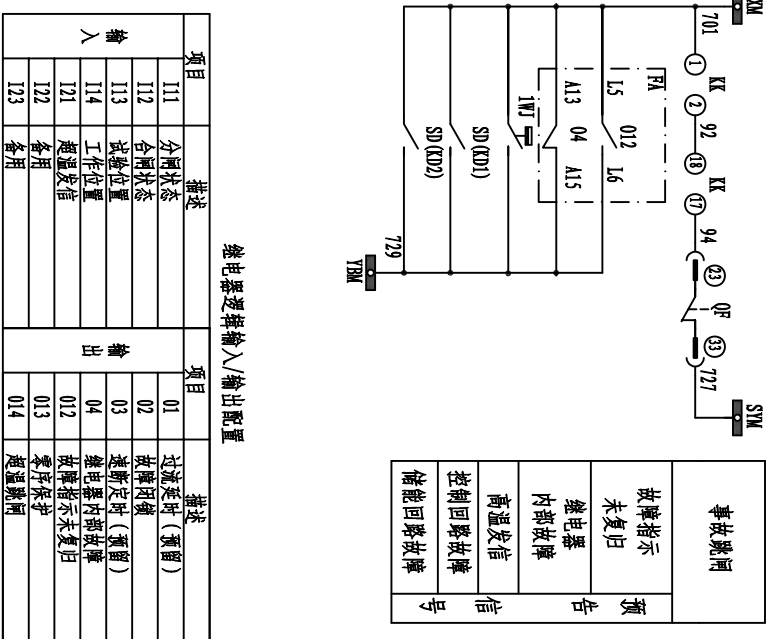 XM
701
①
KK
②
92
⑱
KK
⑰
94
㉓
QF
㉝
727
SYM
FA
L5
O12
L6
A13
O4
A15
1WJ
SD(KD1)
SD(KD2)
729
YBM
事故跳闸
故障指示
未复归
继电器
内部故障
高温发信
控制回路故障
储能回路故障
预告信号
继电器逻辑输入/输出配置
项目 描述 项目 描述
输入
I11 分闸状态
I12 合闸状态
I13 试验位置
I14 工作位置
I21 超温发信
I22 备用
I23 备用
输出
O1 过流延时(预留)
O2 故障闭锁
O3 速断定时(预留)
O4 继电器内部故障
O12 故障指示未复归
O13 零序保护
O14 超温跳闸